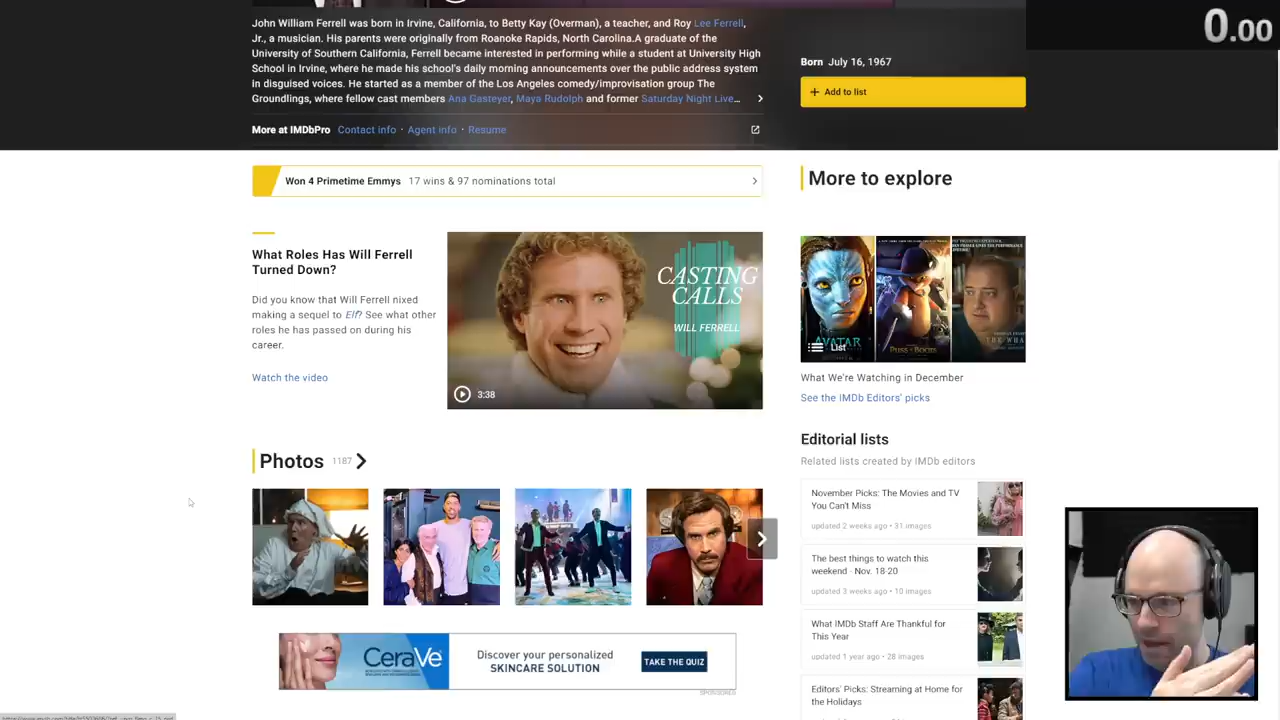 0.00
John William Ferrell was born in Irvine, California, to Betty Kay (Overman), a teacher, and Roy Lee Ferrell,
Jr., a musician. His parents were originally from Roanoke Rapids, North Carolina.A graduate of the
University of Southern California, Ferrell became interested in performing while a student at University High
School in Irvine, where he made his school's daily morning announcements over the public address system
in disguised voices. He started as a member of the Los Angeles comedy/improvisation group The
Groundlings, where fellow cast members Ana Gasteyer, Maya Rudolph and former Saturday Night Live...
More at IMDbPro Contact info · Agent info · Resume
Born July 16, 1967
+ Add to list
Won 4 Primetime Emmys 17 wins & 97 nominations total
What Roles Has Will Ferrell
Turned Down?
Did you know that Will Ferrell nixed
making a sequel to Elf? See what other
roles he has passed on during his
career.
Watch the video
CASTING
CALLS
WILL FERRELL
3:38
Photos 1187
CeraVe
Discover your personalized
SKINCARE SOLUTION
TAKE THE QUIZ
SPONSORED
More to explore
AVATAR
PUSS IN BOOTS
THE WHA
List
What We're Watching in December
See the IMDb Editors' picks
Editorial lists
Related lists created by IMDb editors
November Picks: The Movies and TV
You Can't Miss
updated 2 weeks ago • 31 images
The best things to watch this
weekend - Nov. 18-20
updated 3 weeks ago • 10 images
What IMDb Staff Are Thankful for
This Year
updated 1 year ago • 28 images
Editors' Picks: Streaming at Home for
the Holidays